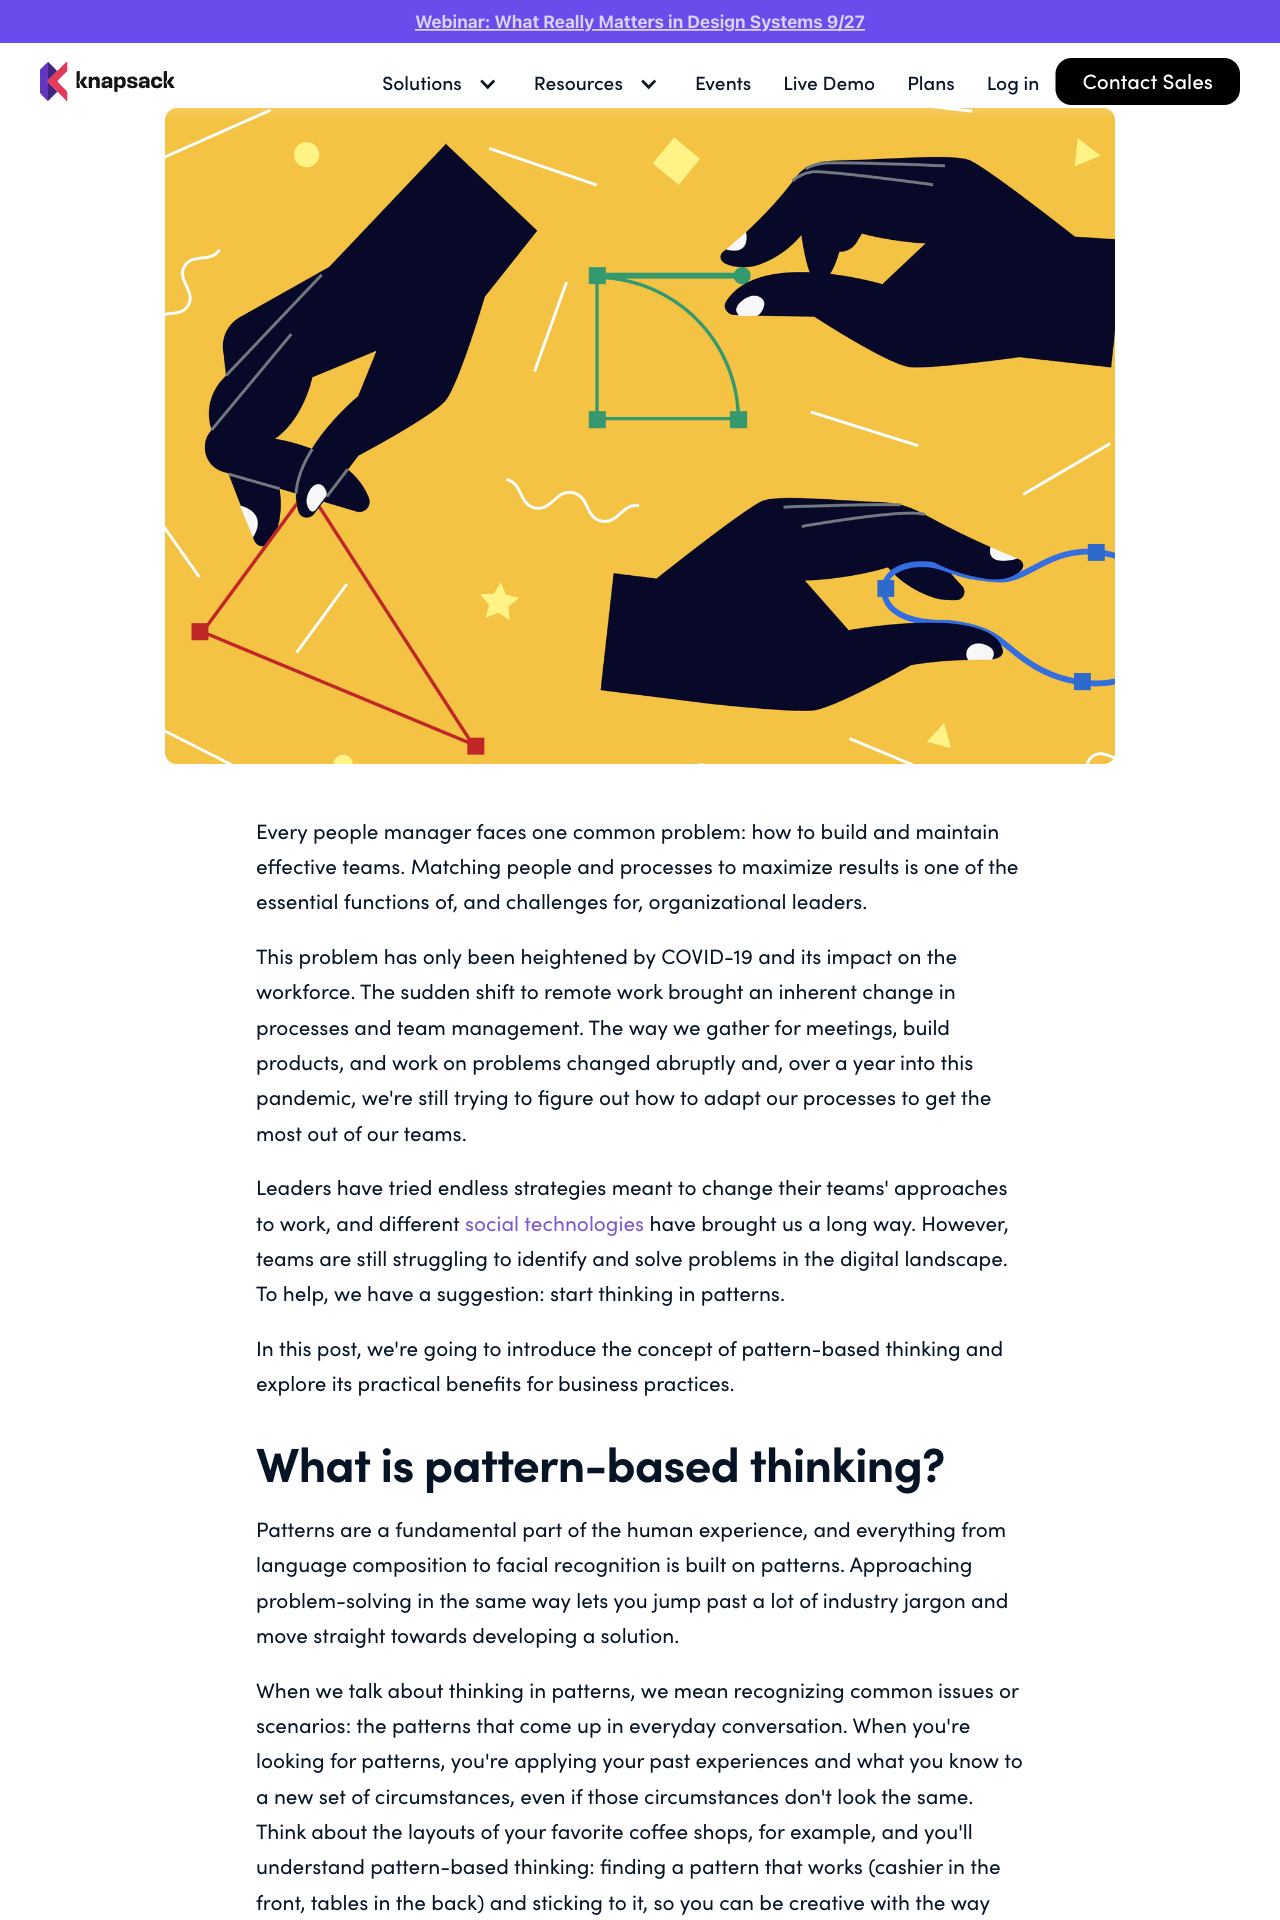 Webinar: What Really Matters in Design Systems 9/27
knapsack
Solutions
Resources
Events
Live Demo
Plans
Log in
Contact Sales
Every people manager faces one common problem: how to build and maintain
effective teams. Matching people and processes to maximize results is one of the
essential functions of, and challenges for, organizational leaders.
This problem has only been heightened by COVID-19 and its impact on the
workforce. The sudden shift to remote work brought an inherent change in
processes and team management. The way we gather for meetings, build
products, and work on problems changed abruptly and, over a year into this
pandemic, we're still trying to figure out how to adapt our processes to get the
most out of our teams.
Leaders have tried endless strategies meant to change their teams' approaches
to work, and different social technologies have brought us a long way. However,
teams are still struggling to identify and solve problems in the digital landscape.
To help, we have a suggestion: start thinking in patterns.
In this post, we're going to introduce the concept of pattern-based thinking and
explore its practical benefits for business practices.
What is pattern-based thinking?
Patterns are a fundamental part of the human experience, and everything from
language composition to facial recognition is built on patterns. Approaching
problem-solving in the same way lets you jump past a lot of industry jargon and
move straight towards developing a solution.
When we talk about thinking in patterns, we mean recognizing common issues or
scenarios: the patterns that come up in everyday conversation. When you're
looking for patterns, you're applying your past experiences and what you know to
a new set of circumstances, even if those circumstances don't look the same.
Think about the layouts of your favorite coffee shops, for example, and you'll
understand pattern-based thinking: finding a pattern that works (cashier in the
front, tables in the back) and sticking to it, so you can be creative with the way